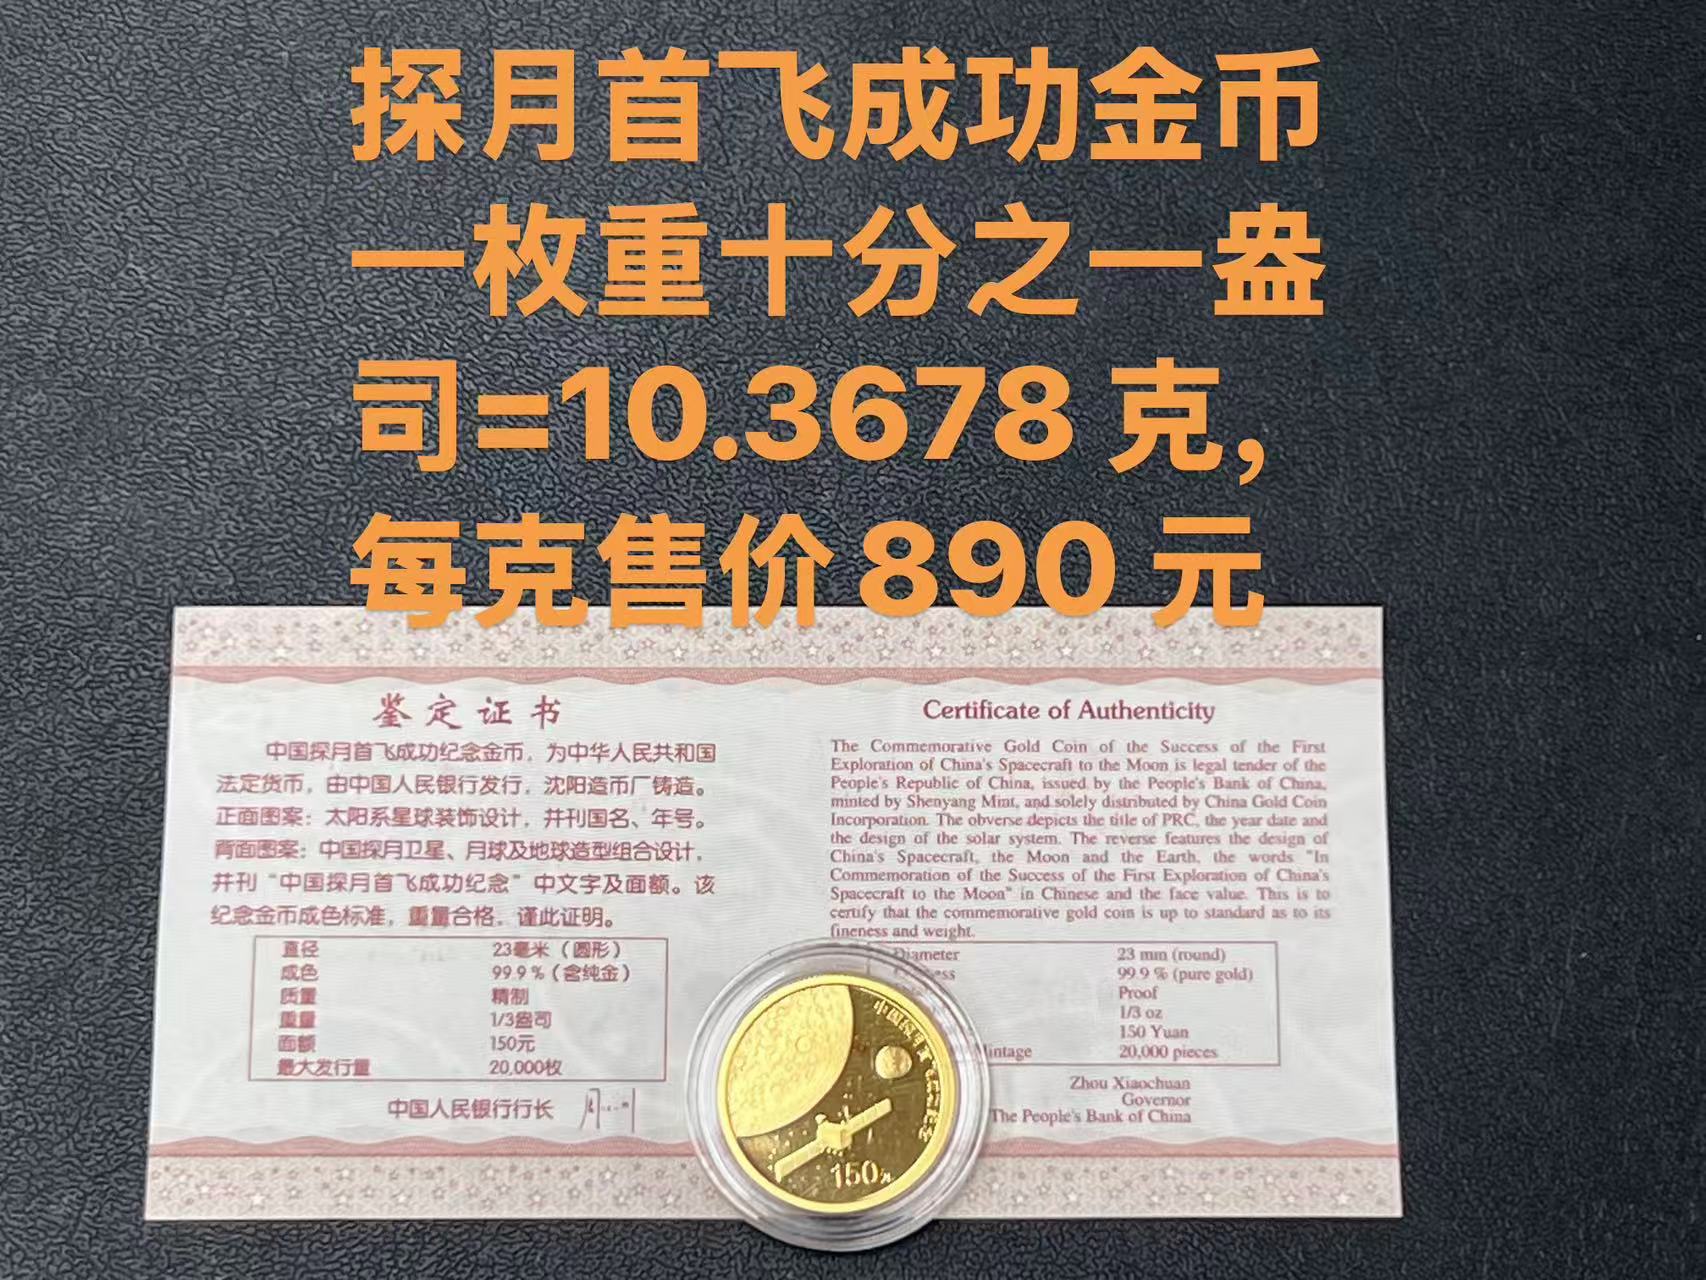 探月首飞成功金币
一枚重十分之一盎
司=10.3678 克，
每克售价 890 元
鉴定证书
中国探月首飞成功纪念金币，为中华人民共和国
法定货币，由中国人民银行发行，沈阳造币厂铸造。
正面图案：太阳系星球装饰设计，并刊国名、年号。
背面图案：中国探月卫星、月球及地球造型组合设计，
并刊“中国探月首飞成功纪念”中文字及面额。该
纪念金币成色标准，重量合格，谨此证明。
直径 23毫米（圆形）
成色 99.9％（含纯金）
质量 精制
重量 1/3盎司
面额 150元
最大发行量 20,000枚
中国人民银行行长
Certificate of Authenticity
The Commemorative Gold Coin of the Success of the First
Exploration of China's Spacecraft to the Moon is legal tender of the
People's Republic of China, issued by the People's Bank of China,
minted by Shenyang Mint, and solely distributed by China Gold Coin
Incorporation. The obverse depicts the title of PRC, the year date and
the design of the solar system. The reverse features the design of
China's Spacecraft, the Moon and the Earth, the words "In
Commemoration of the Success of the First Exploration of China's
Spacecraft to the Moon" in Chinese and the face value. This is to
certify that the commemorative gold coin is up to standard as to its
fineness and weight.
Diameter 23 mm (round)
99.9 % (pure gold)
Proof
1/3 oz
150 Yuan
Mintage 20,000 pieces
Zhou Xiaochuan
Governor
The People's Bank of China
150元